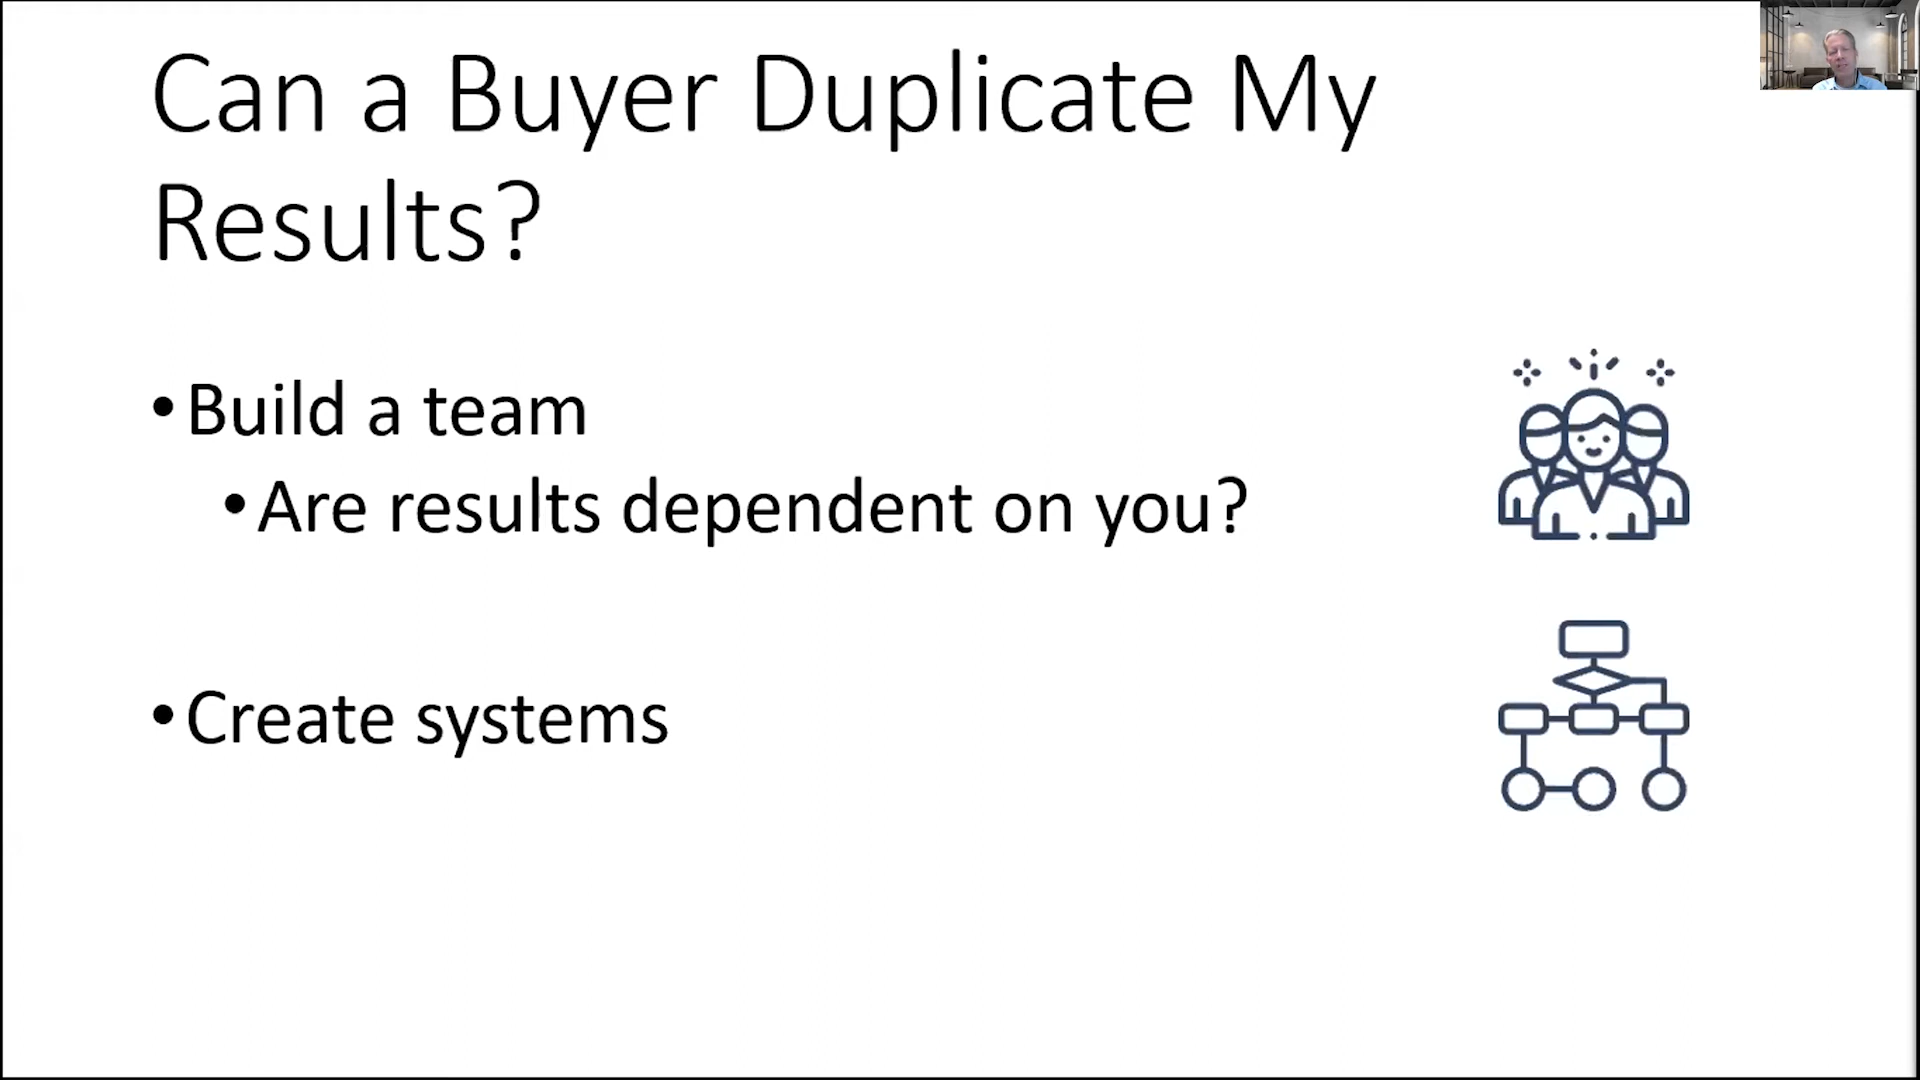 Can a Buyer Duplicate My
Results?
•Build a team
•Are results dependent on you?
•Create systems